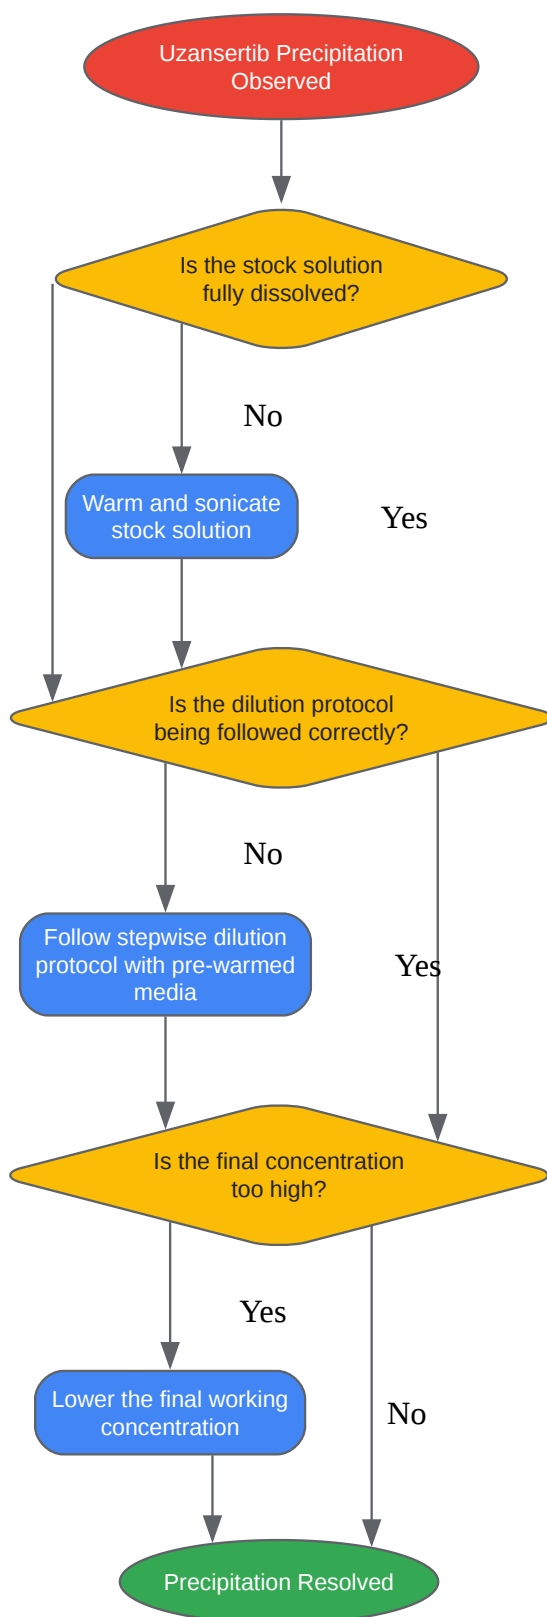 Uzansertib Precipitation
Observed
Is the stock solution
fully dissolved?
No
Warm and sonicate
stock solution
Yes
Is the dilution protocol
being followed correctly?
No
Follow stepwise dilution
protocol with pre-warmed
media
Yes
Is the final concentration
too high?
Yes
Lower the final working
concentration
No
Precipitation Resolved